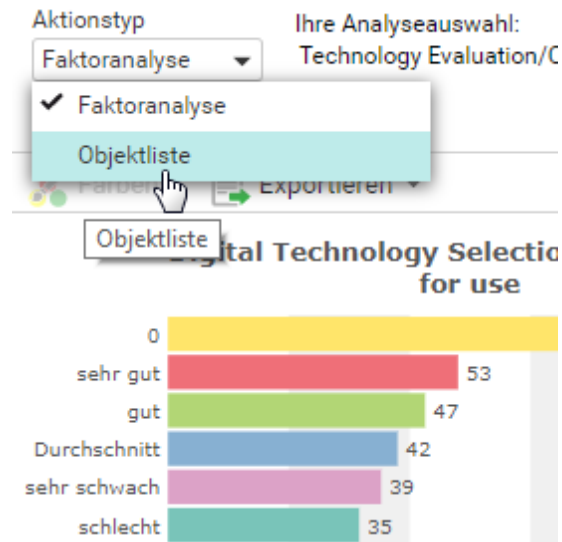 Aktionstyp
Ihre Analyseauswahl:
Faktoranalyse
Technology Evaluation/
Faktoranalyse
Objektliste
Exportieren
Objektliste
Digital Technology Selectio
for use
0
sehr gut
53
gut
47
Durchschnitt
42
sehr schwach
39
schlecht
35